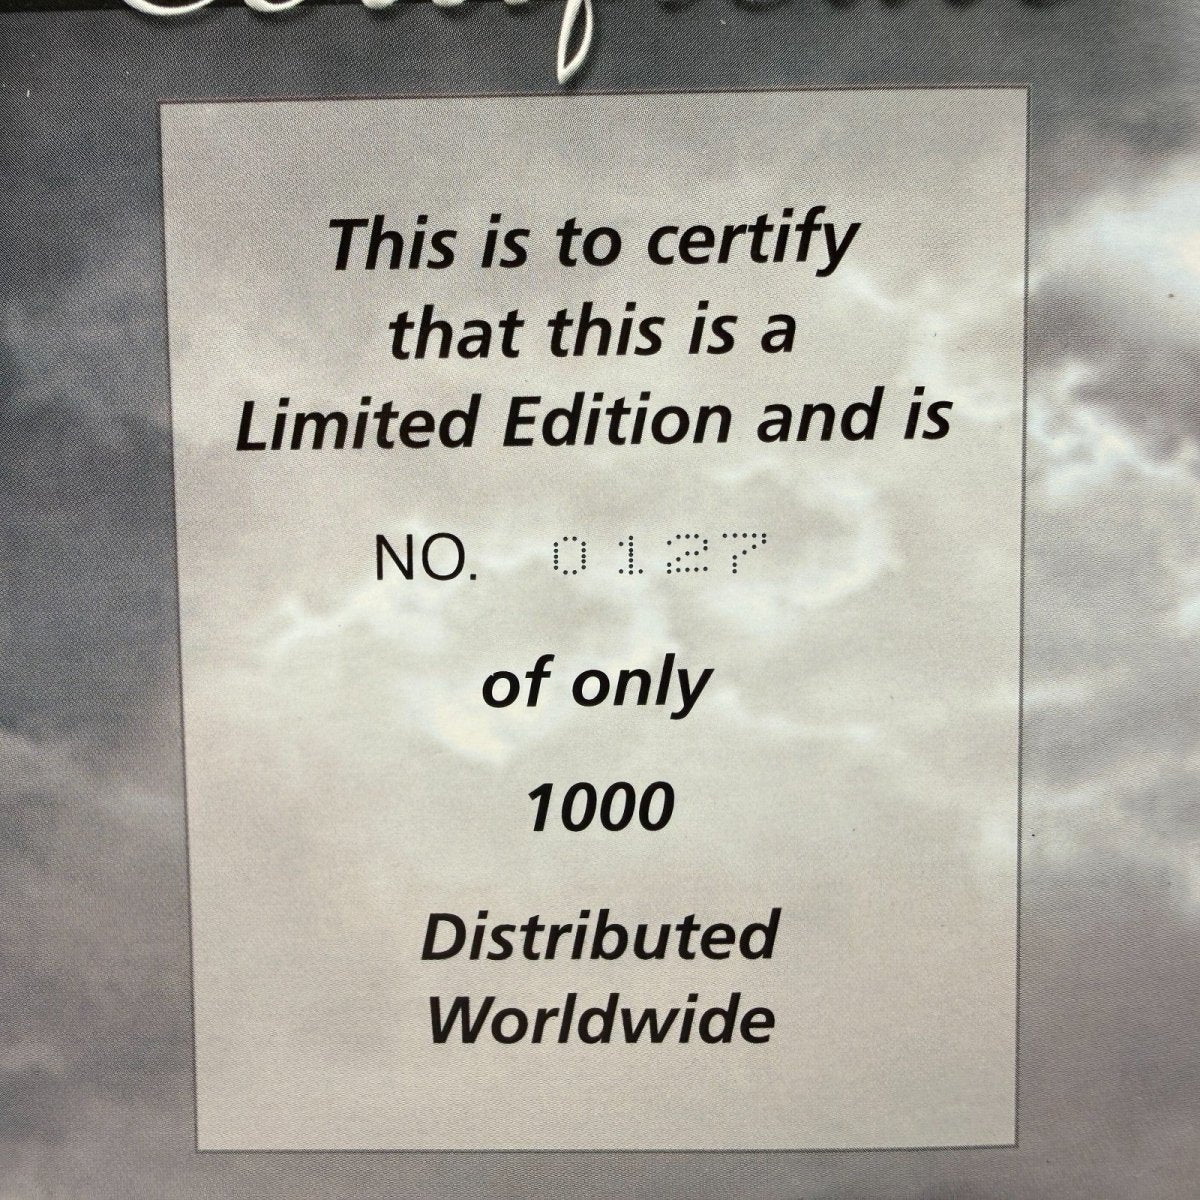 This is to certify
that this is a
Limited Edition and is
NO. 0127
of only
1000
Distributed
Worldwide